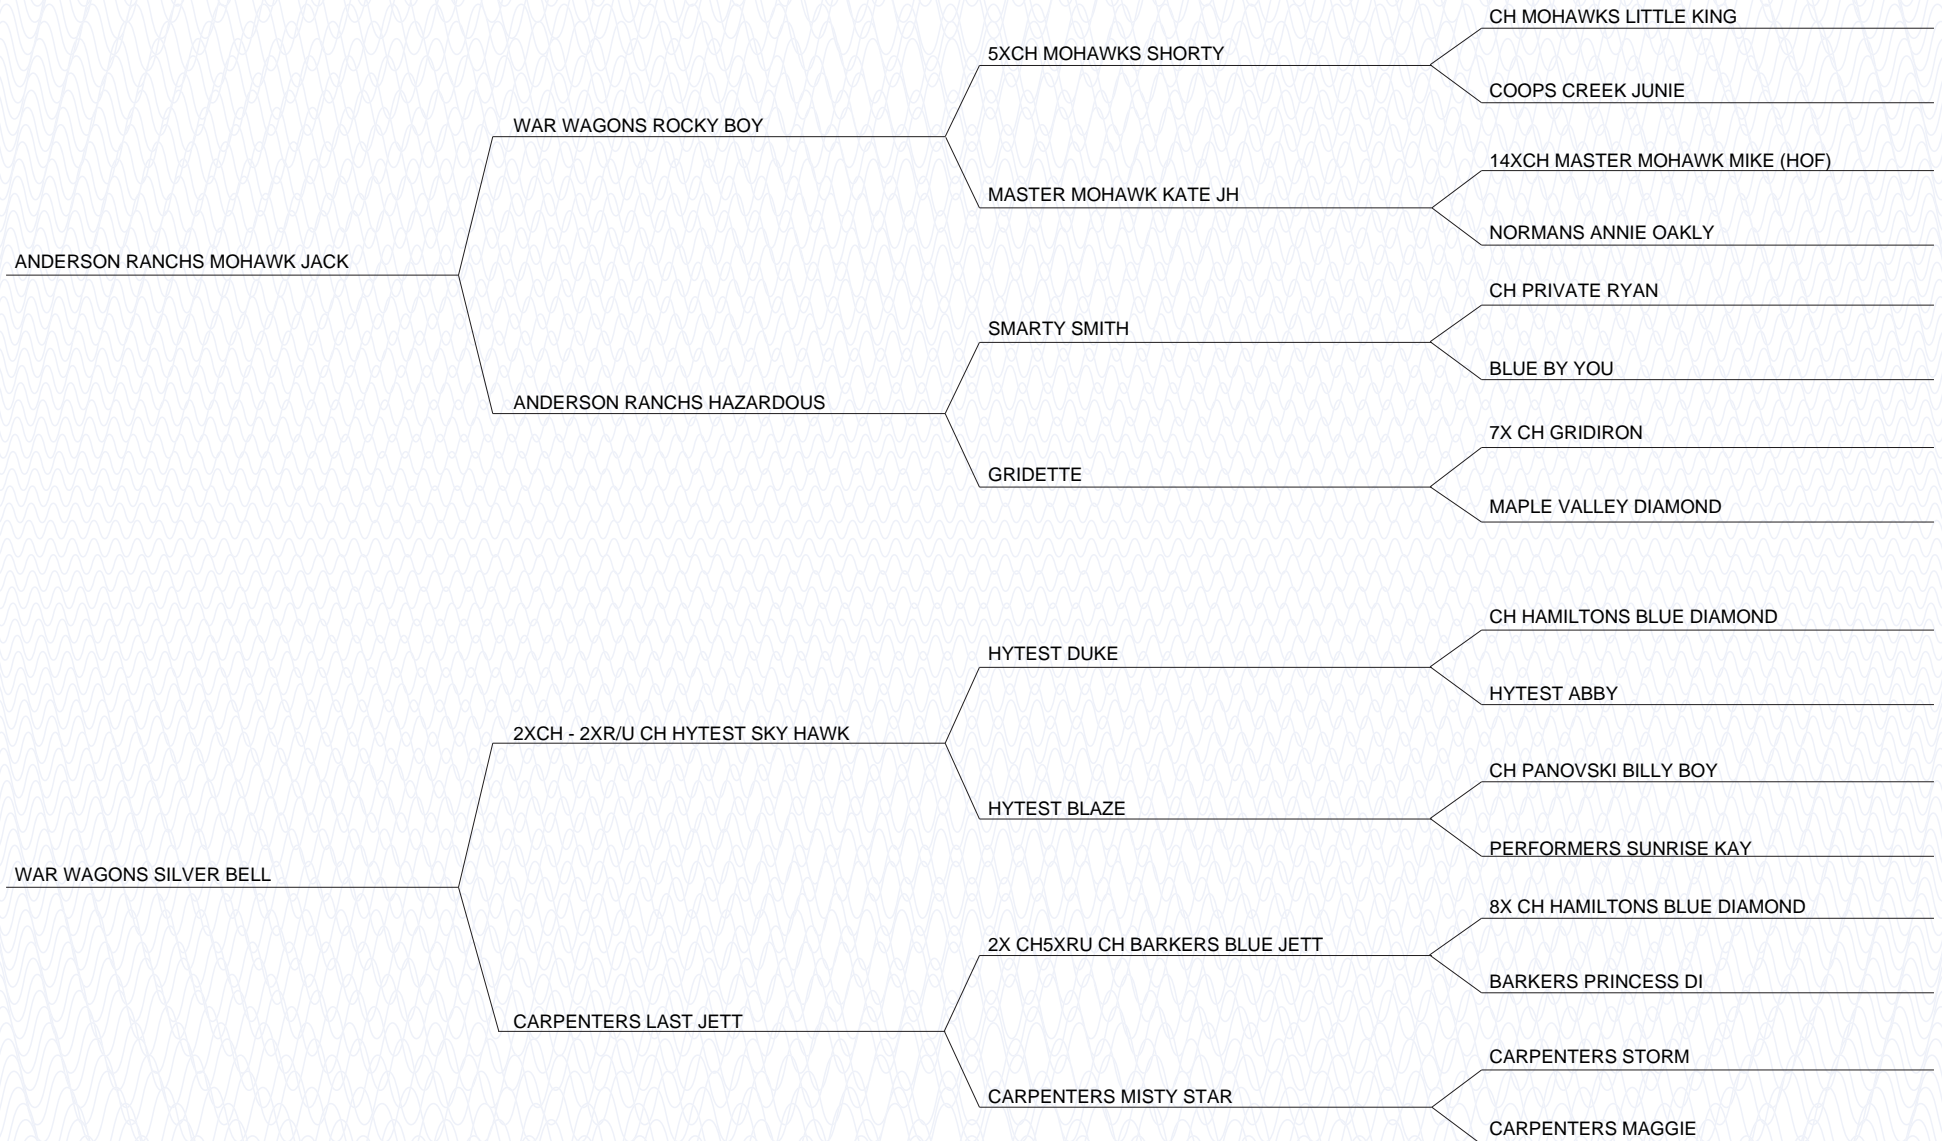 CH MOHAWKS LITTLE KING
5XCH MOHAWKS SHORTY
COOPS CREEK JUNIE
WAR WAGONS ROCKY BOY
14XCH MASTER MOHAWK MIKE (HOF)
MASTER MOHAWK KATE JH
NORMANS ANNIE OAKLY
ANDERSON RANCHS MOHAWK JACK
CH PRIVATE RYAN
SMARTY SMITH
BLUE BY YOU
ANDERSON RANCHS HAZARDOUS
7X CH GRIDIRON
GRIDETTE
MAPLE VALLEY DIAMOND
CH HAMILTONS BLUE DIAMOND
HYTEST DUKE
HYTEST ABBY
2XCH - 2XR/U CH HYTEST SKY HAWK
CH PANOVSKI BILLY BOY
HYTEST BLAZE
PERFORMERS SUNRISE KAY
WAR WAGONS SILVER BELL
8X CH HAMILTONS BLUE DIAMOND
2X CH5XRU CH BARKERS BLUE JETT
BARKERS PRINCESS DI
CARPENTERS LAST JETT
CARPENTERS STORM
CARPENTERS MISTY STAR
CARPENTERS MAGGIE